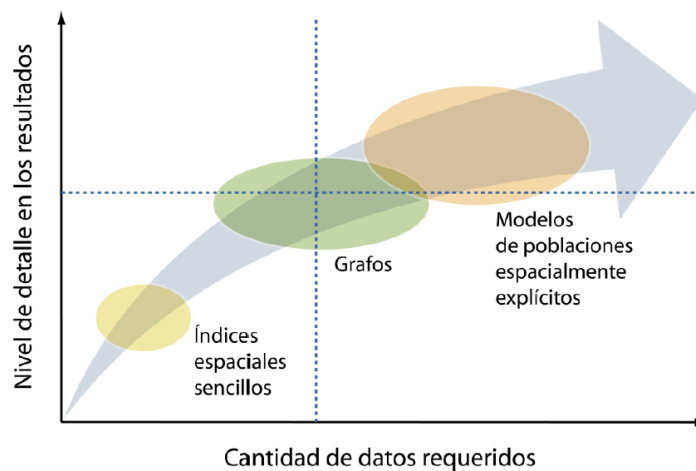 Nivel de detalle en los resultados
Modelos
de poblaciones
espacialmente
explícitos
Grafos
Índices
espaciales
sencillos
Cantidad de datos requeridos